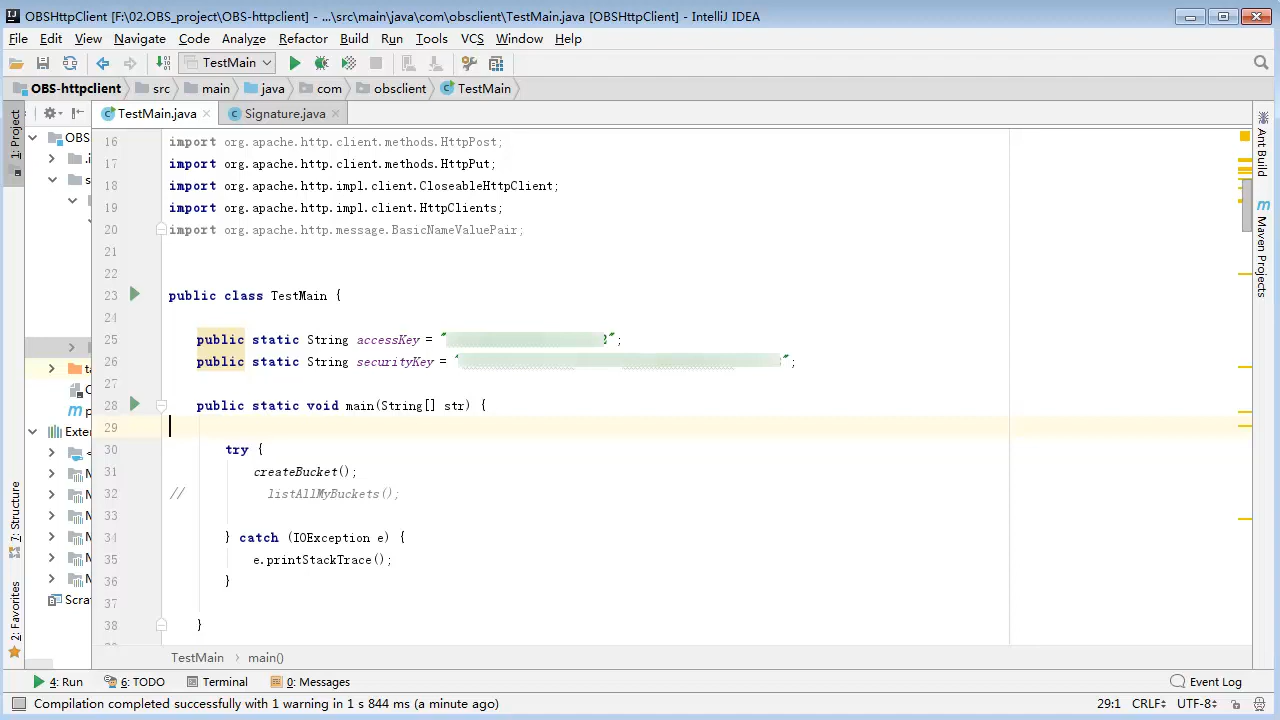 OBSHttpClient [F:\02.OBS_project\OBS-httpclient] - ...\src\main\java\com\obsclient\TestMain.java [OBSHttpClient] - IntelliJ IDEA
File Edit View Navigate Code Analyze Refactor Build Run Tools VCS Window Help
TestMain
OBS-httpclient src main java com obsclient TestMain
TestMain.java Signature.java
1: Project
7: Structure
2: Favorites
OBS
.i
s
ta
p
Exter
<
Scra
16 import org.apache.http.client.methods.HttpPost;
17 import org.apache.http.client.methods.HttpPut;
18 import org.apache.http.impl.client.CloseableHttpClient;
19 import org.apache.http.impl.client.HttpClients;
20 import org.apache.http.message.BasicNameValuePair;
21
22
23 public class TestMain {
24
25 public static String accessKey = "2";
26 public static String securityKey = "";
27
28 public static void main(String[] str) {
29
30 try {
31 createBucket();
32 // listAllMyBuckets();
33
34 } catch (IOException e) {
35 e.printStackTrace();
36 }
37
38 }
Ant Build
Maven Projects
TestMain main()
4: Run 6: TODO Terminal 0: Messages Event Log
Compilation completed successfully with 1 warning in 1 s 844 ms (a minute ago) 29:1 CRLF UTF-8